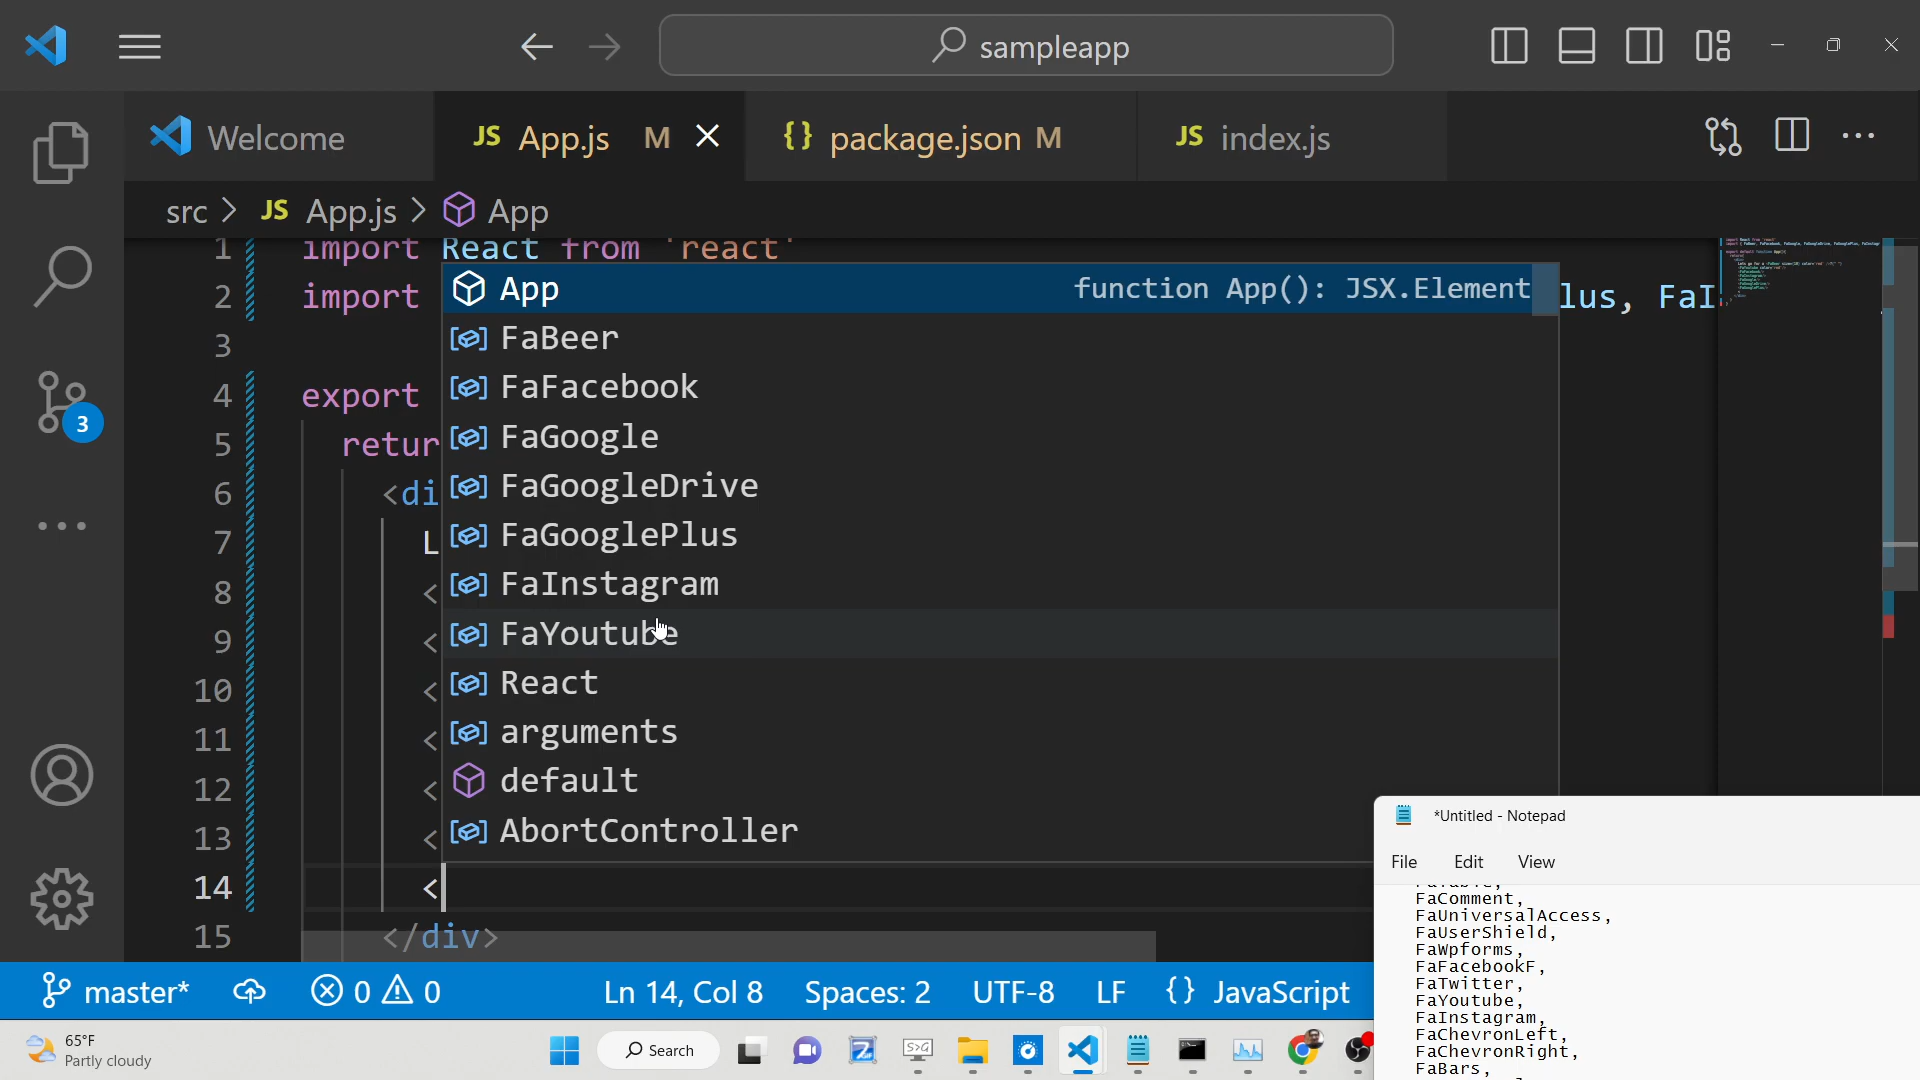 sampleapp
Welcome
JS App.js M
{} package.json M
JS index.js
src > JS App.js > App
1 import React from 'react'
2 import
lus, FaI
3
4 export
5 retur
6 <di
7 L
8 <
9 <
10 <
11 <
12 <
13 <
14 <
15 </div>
App function App(): JSX.Element
FaBeer
FaFacebook
FaGoogle
FaGoogleDrive
FaGooglePlus
FaInstagram
FaYoutube
React
arguments
default
AbortController
3
master* 0 0 Ln 14, Col 8 Spaces: 2 UTF-8 LF {} JavaScript
*Untitled - Notepad
File Edit View
FaComment,
FaUniversalAccess,
FaUserShield,
FaWpforms,
FaFacebookF,
FaTwitter,
FaYoutube,
FaInstagram,
FaChevronLeft,
FaChevronRight,
FaBars,
65°F
Partly cloudy
Search